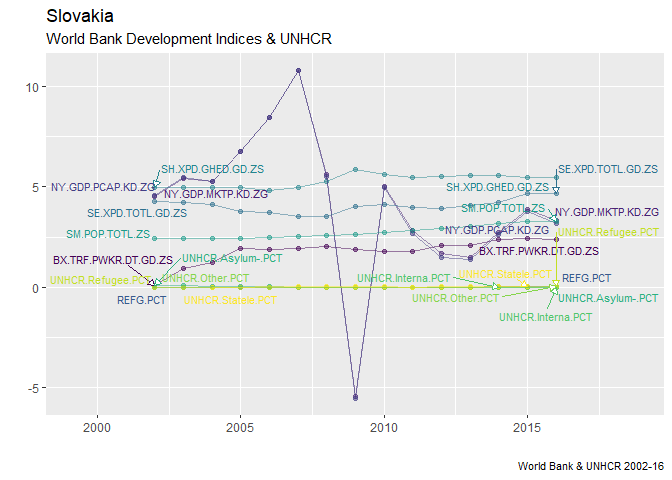 Slovakia
World Bank Development Indices & UNHCR
10
5
0
-5
SH.XPD.GHED.GD.ZS
SE.XPD.TOTL.GD.ZS
NY.GDP.PCAP.KD.ZG
NY.GDP.MKTP.KD.ZG
SH.XPD.GHED.GD.ZS
SE.XPD.TOTL.GD.ZS
SM.POP.TOTL.ZS
NY.GDP.MKTP.KD.ZG
SM.POP.TOTL.ZS
NY.GDP.PCAP.KD.ZG
UNHCR.Refugee.PCT
BX.TRF.PWKR.DT.GD.ZS
UNHCR.Asylum-.PCT
BX.TRF.PWKR.DT.GD.ZS
UNHCR.Refugee.PCT
UNHCR.Other.PCT
UNHCR.Interna.PCT
UNHCR.Statele.PCT
REFG.PCT
REFG.PCT
UNHCR.Statele.PCT
UNHCR.Other.PCT
UNHCR.Asylum-.PCT
UNHCR.Interna.PCT
2000
2005
2010
2015
World Bank & UNHCR 2002-16